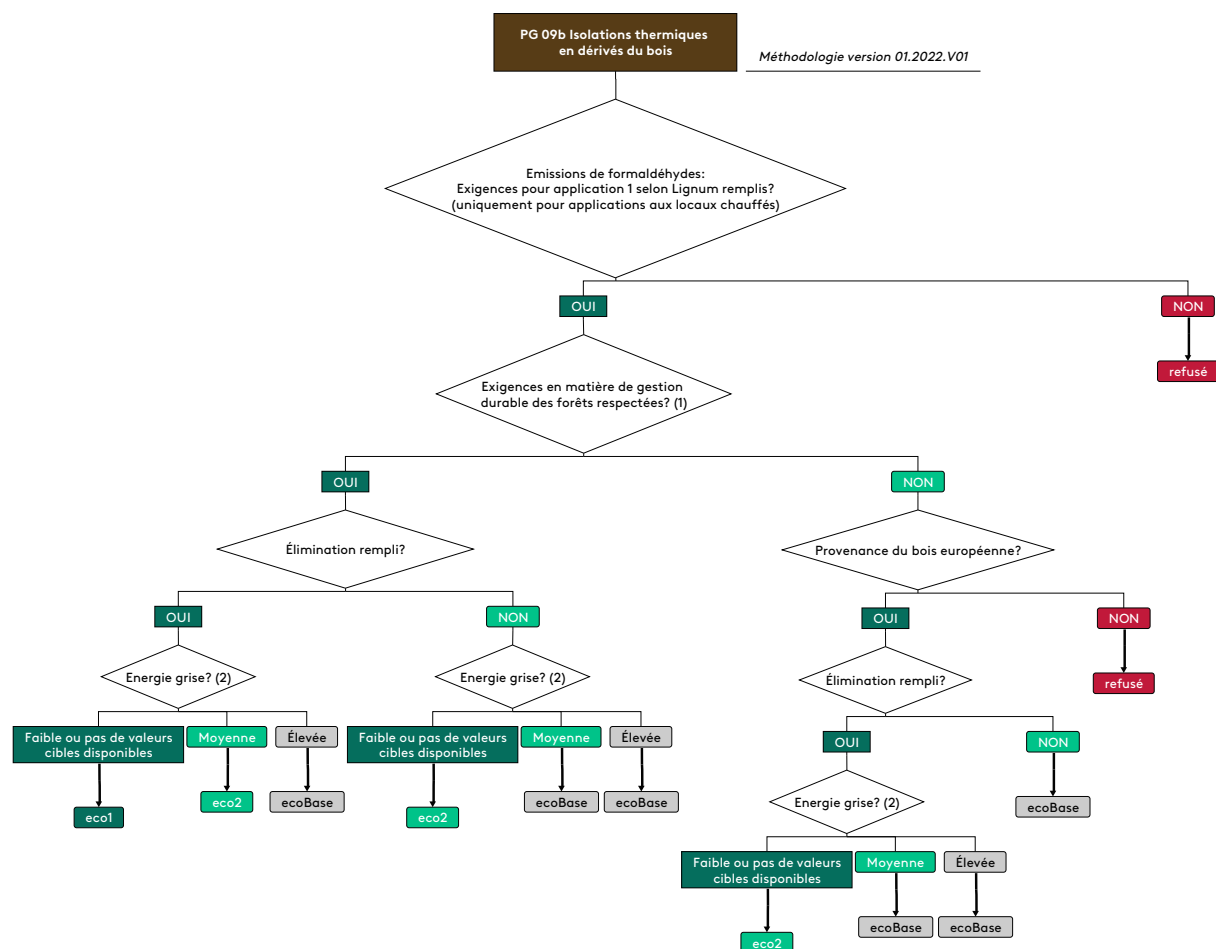 PG 09b Isolations thermiques
en dérivés du bois
Méthodologie version 01.2022.V01
Emissions de formaldéhydes:
Exigences pour application 1 selon Lignum remplis?
(uniquement pour applications aux locaux chauffés)
OUI
NON
refusé
Exigences en matière de gestion
durable des forêts respectées? (1)
OUI
NON
Élimination rempli?
Provenance du bois européenne?
OUI
NON
OUI
NON
Energie grise? (2)
Energie grise? (2)
Élimination rempli?
refusé
Faible ou pas de valeurs
cibles disponibles
Moyenne
Élevée
Faible ou pas de valeurs
cibles disponibles
Moyenne
Élevée
OUI
NON
eco1
eco2
ecoBase
eco2
ecoBase
ecoBase
Energie grise? (2)
ecoBase
Faible ou pas de valeurs
cibles disponibles
Moyenne
Élevée
eco2
ecoBase
ecoBase